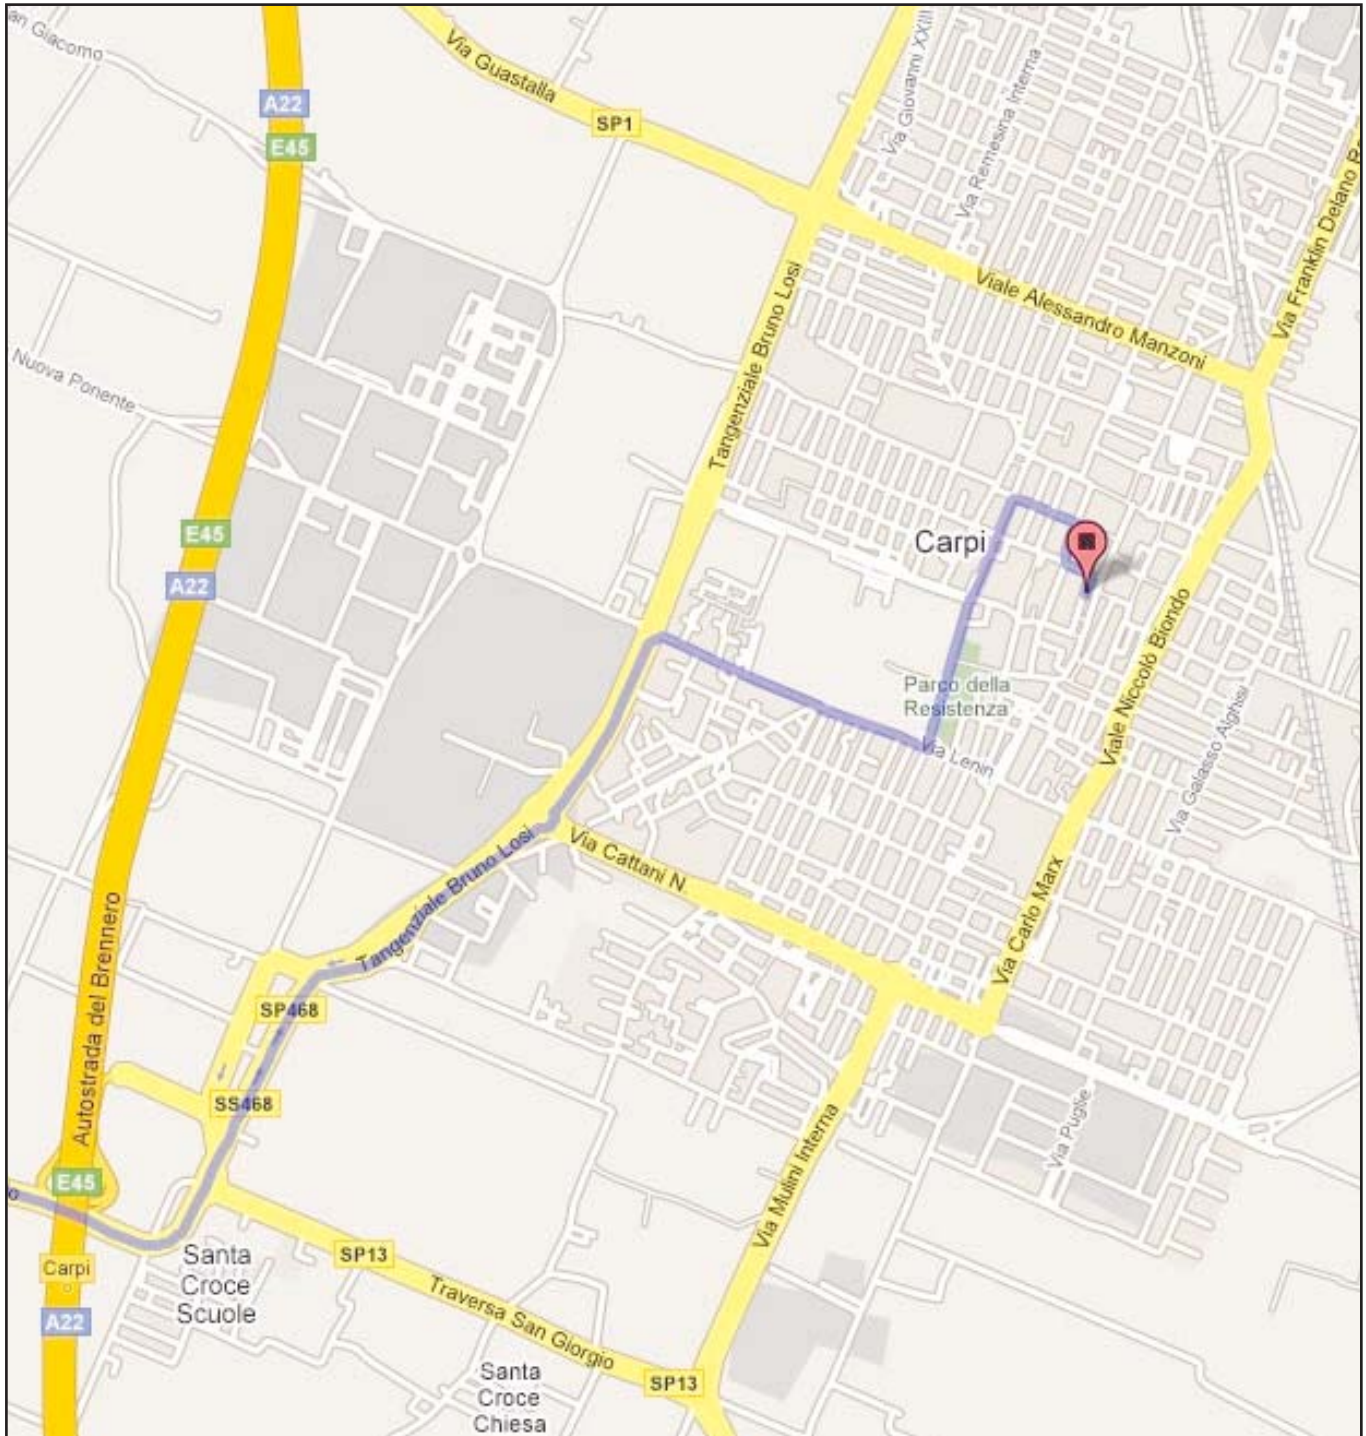 an Giacomo
Via Guastalla
SP1
A22
E45
Via Giovanni XXIII
Via Remesina Interna
Via Franklin Delano R
Viale Alessandro Manzoni
Tangenziale Bruno Losi
Nuova Ponente
E45
A22
Carpi
Parco della
Resistenza
Via Lenin
Viale Niccolò Biondo
Via Galasso Alghisi
Via Cattani N.
Tangenziale Bruno Losi
Via Carlo Marx
Autostrada del Brennero
SP468
SS468
Via Puglie
Via Mulini Interna
E45
o
Carpi
A22
Santa
Croce
Scuole
SP13
Traversa San Giorgio
SP13
Santa
Croce
Chiesa